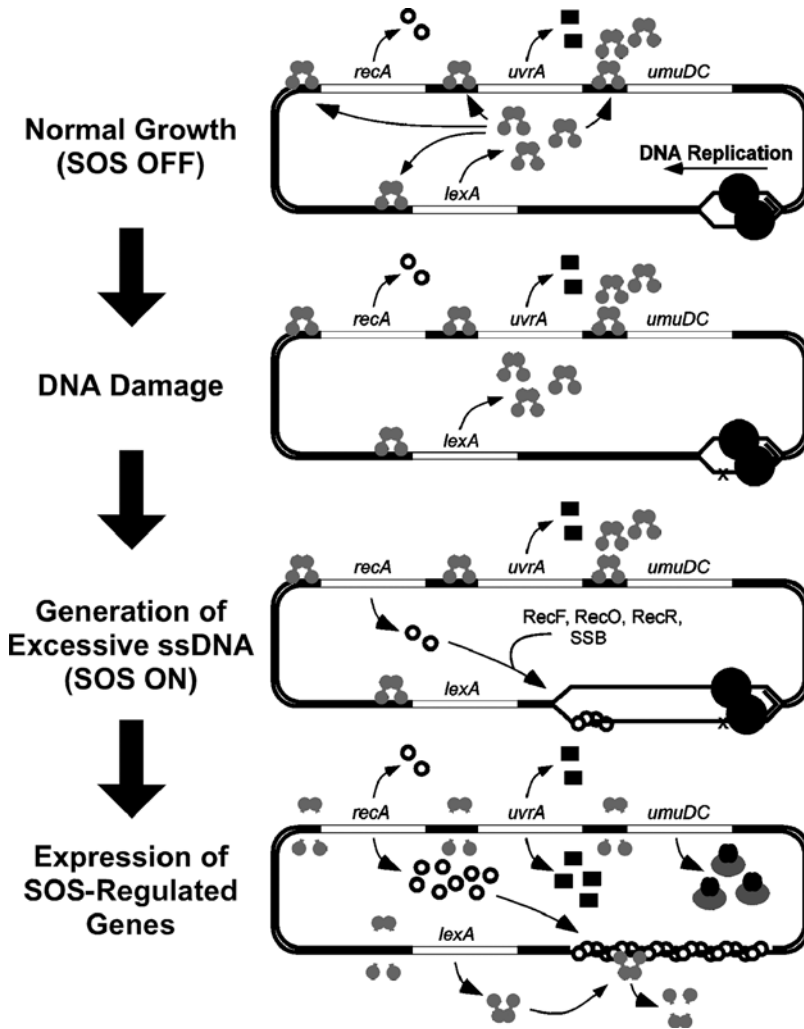 recA
uvrA
umuDC
Normal Growth
(SOS OFF)
DNA Replication
lexA
recA
uvrA
umuDC
DNA Damage
lexA
x
recA
uvrA
umuDC
Generation of
Excessive ssDNA
(SOS ON)
RecF, RecO, RecR,
SSB
lexA
x
recA
uvrA
umuDC
Expression of
SOS-Regulated
Genes
lexA